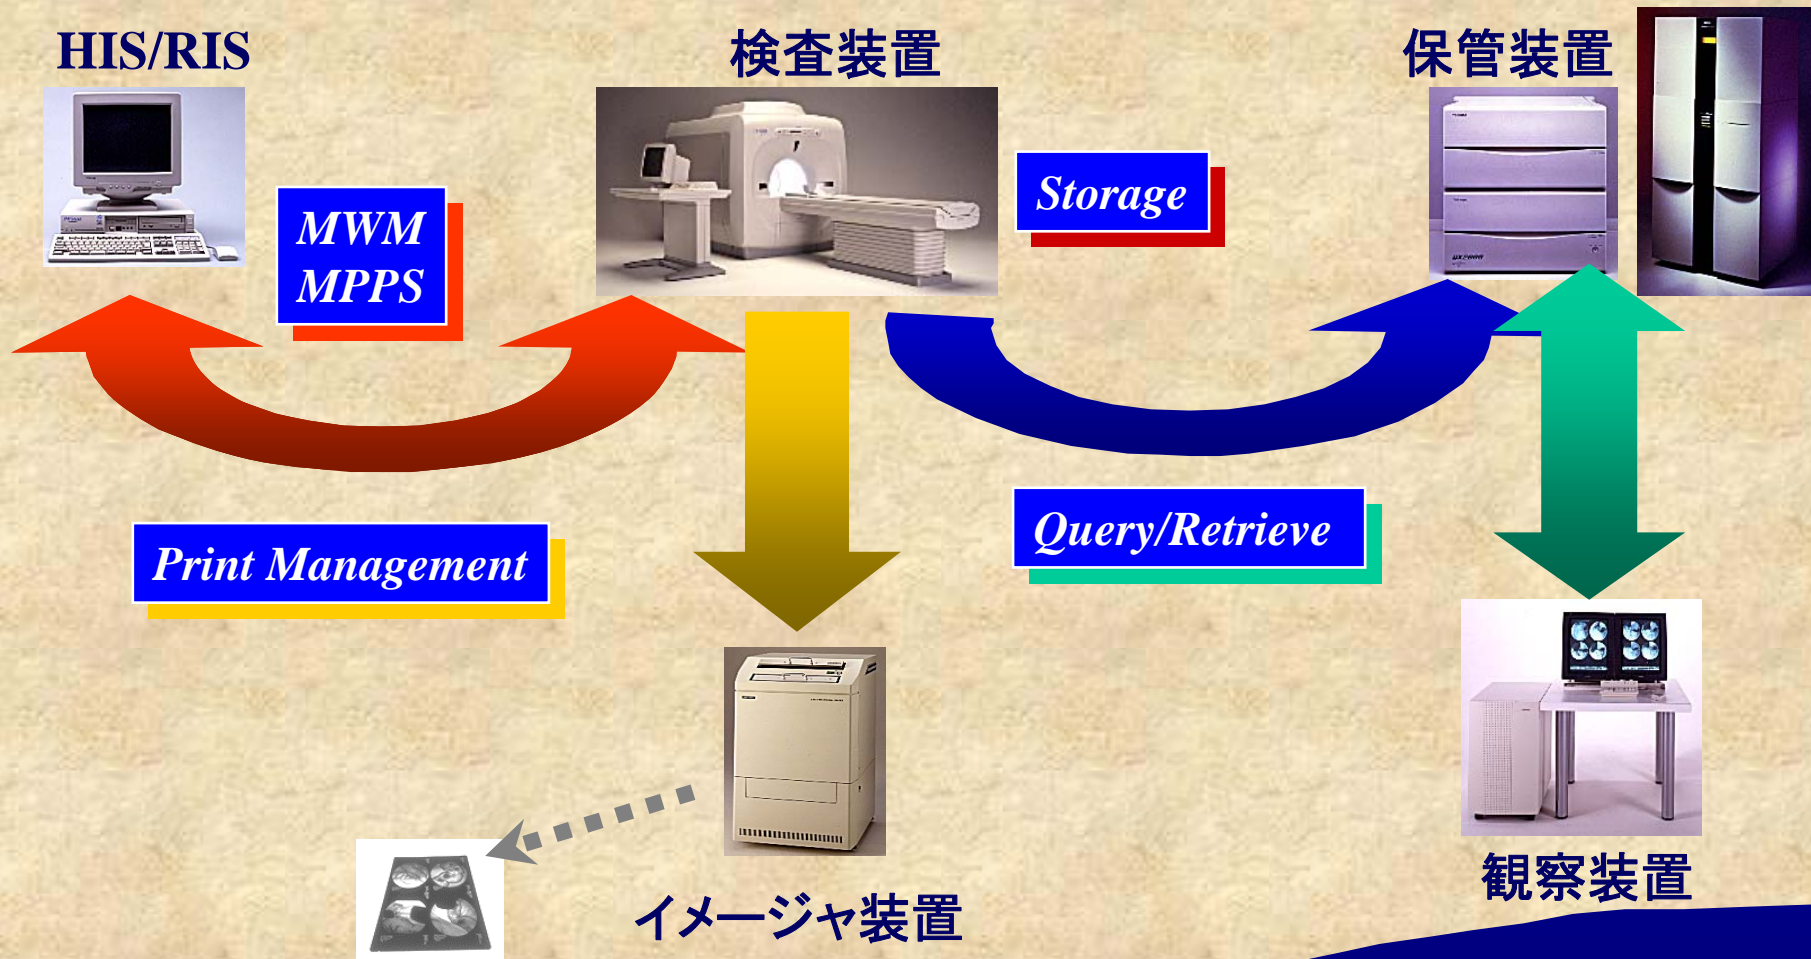 HIS/RIS
検査装置
保管装置
MWM
MPPS
Storage
Print Management
Query/Retrieve
イメージャ装置
観察装置